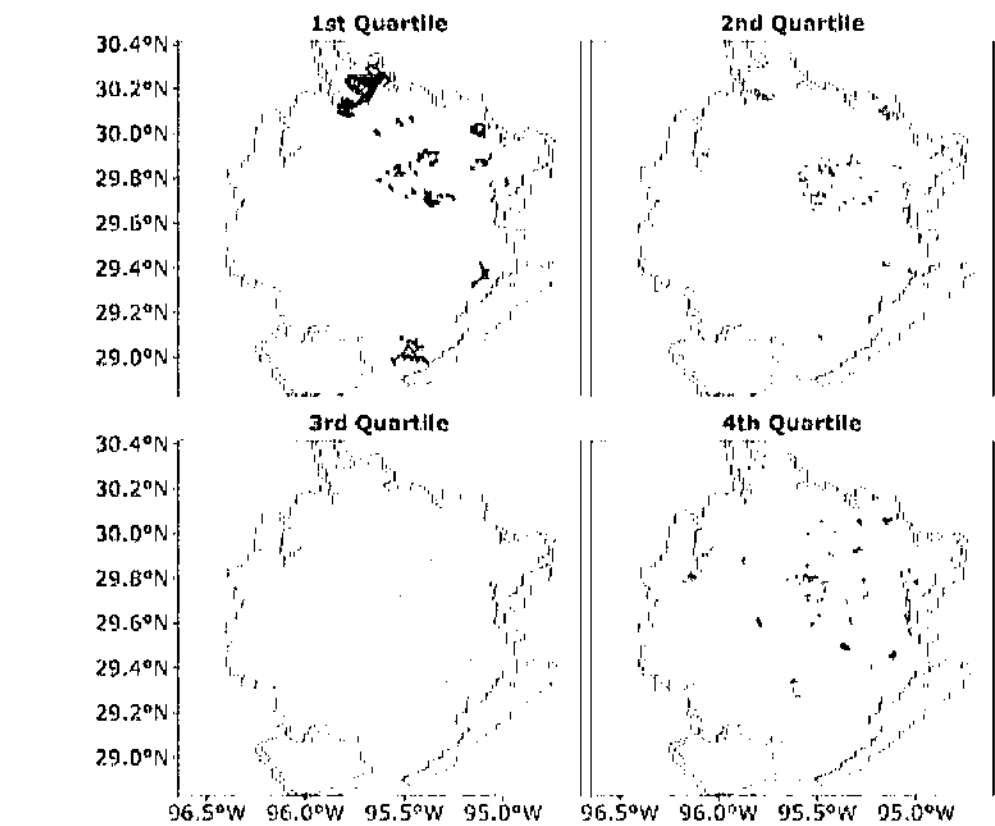 1st Quartile
2nd Quartile
30.4°N
30.2°N
30.0°N
29.8°N
29.6°N
29.4°N
29.2°N
29.0°N
3rd Quartile
4th Quartile
30.4°N
30.2°N
30.0°N
29.8°N
29.6°N
29.4°N
29.2°N
29.0°N
96.5°W 96.0°W 95.5°W 95.0°W 96.5°W 96.0°W 95.5°W 95.0°W